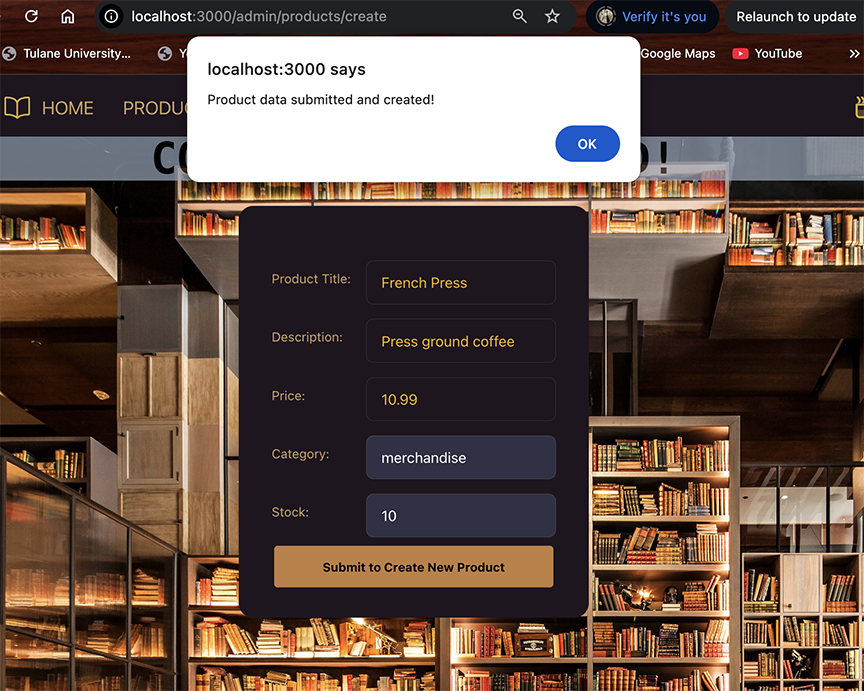 localhost:3000/admin/products/create
Verify it's you
Relaunch to update
Tulane University...
Google Maps
YouTube
localhost:3000 says
Product data submitted and created!
OK
HOME
Product Title:
French Press
Description:
Press ground coffee
Price:
10.99
Category:
merchandise
Stock:
10
Submit to Create New Product